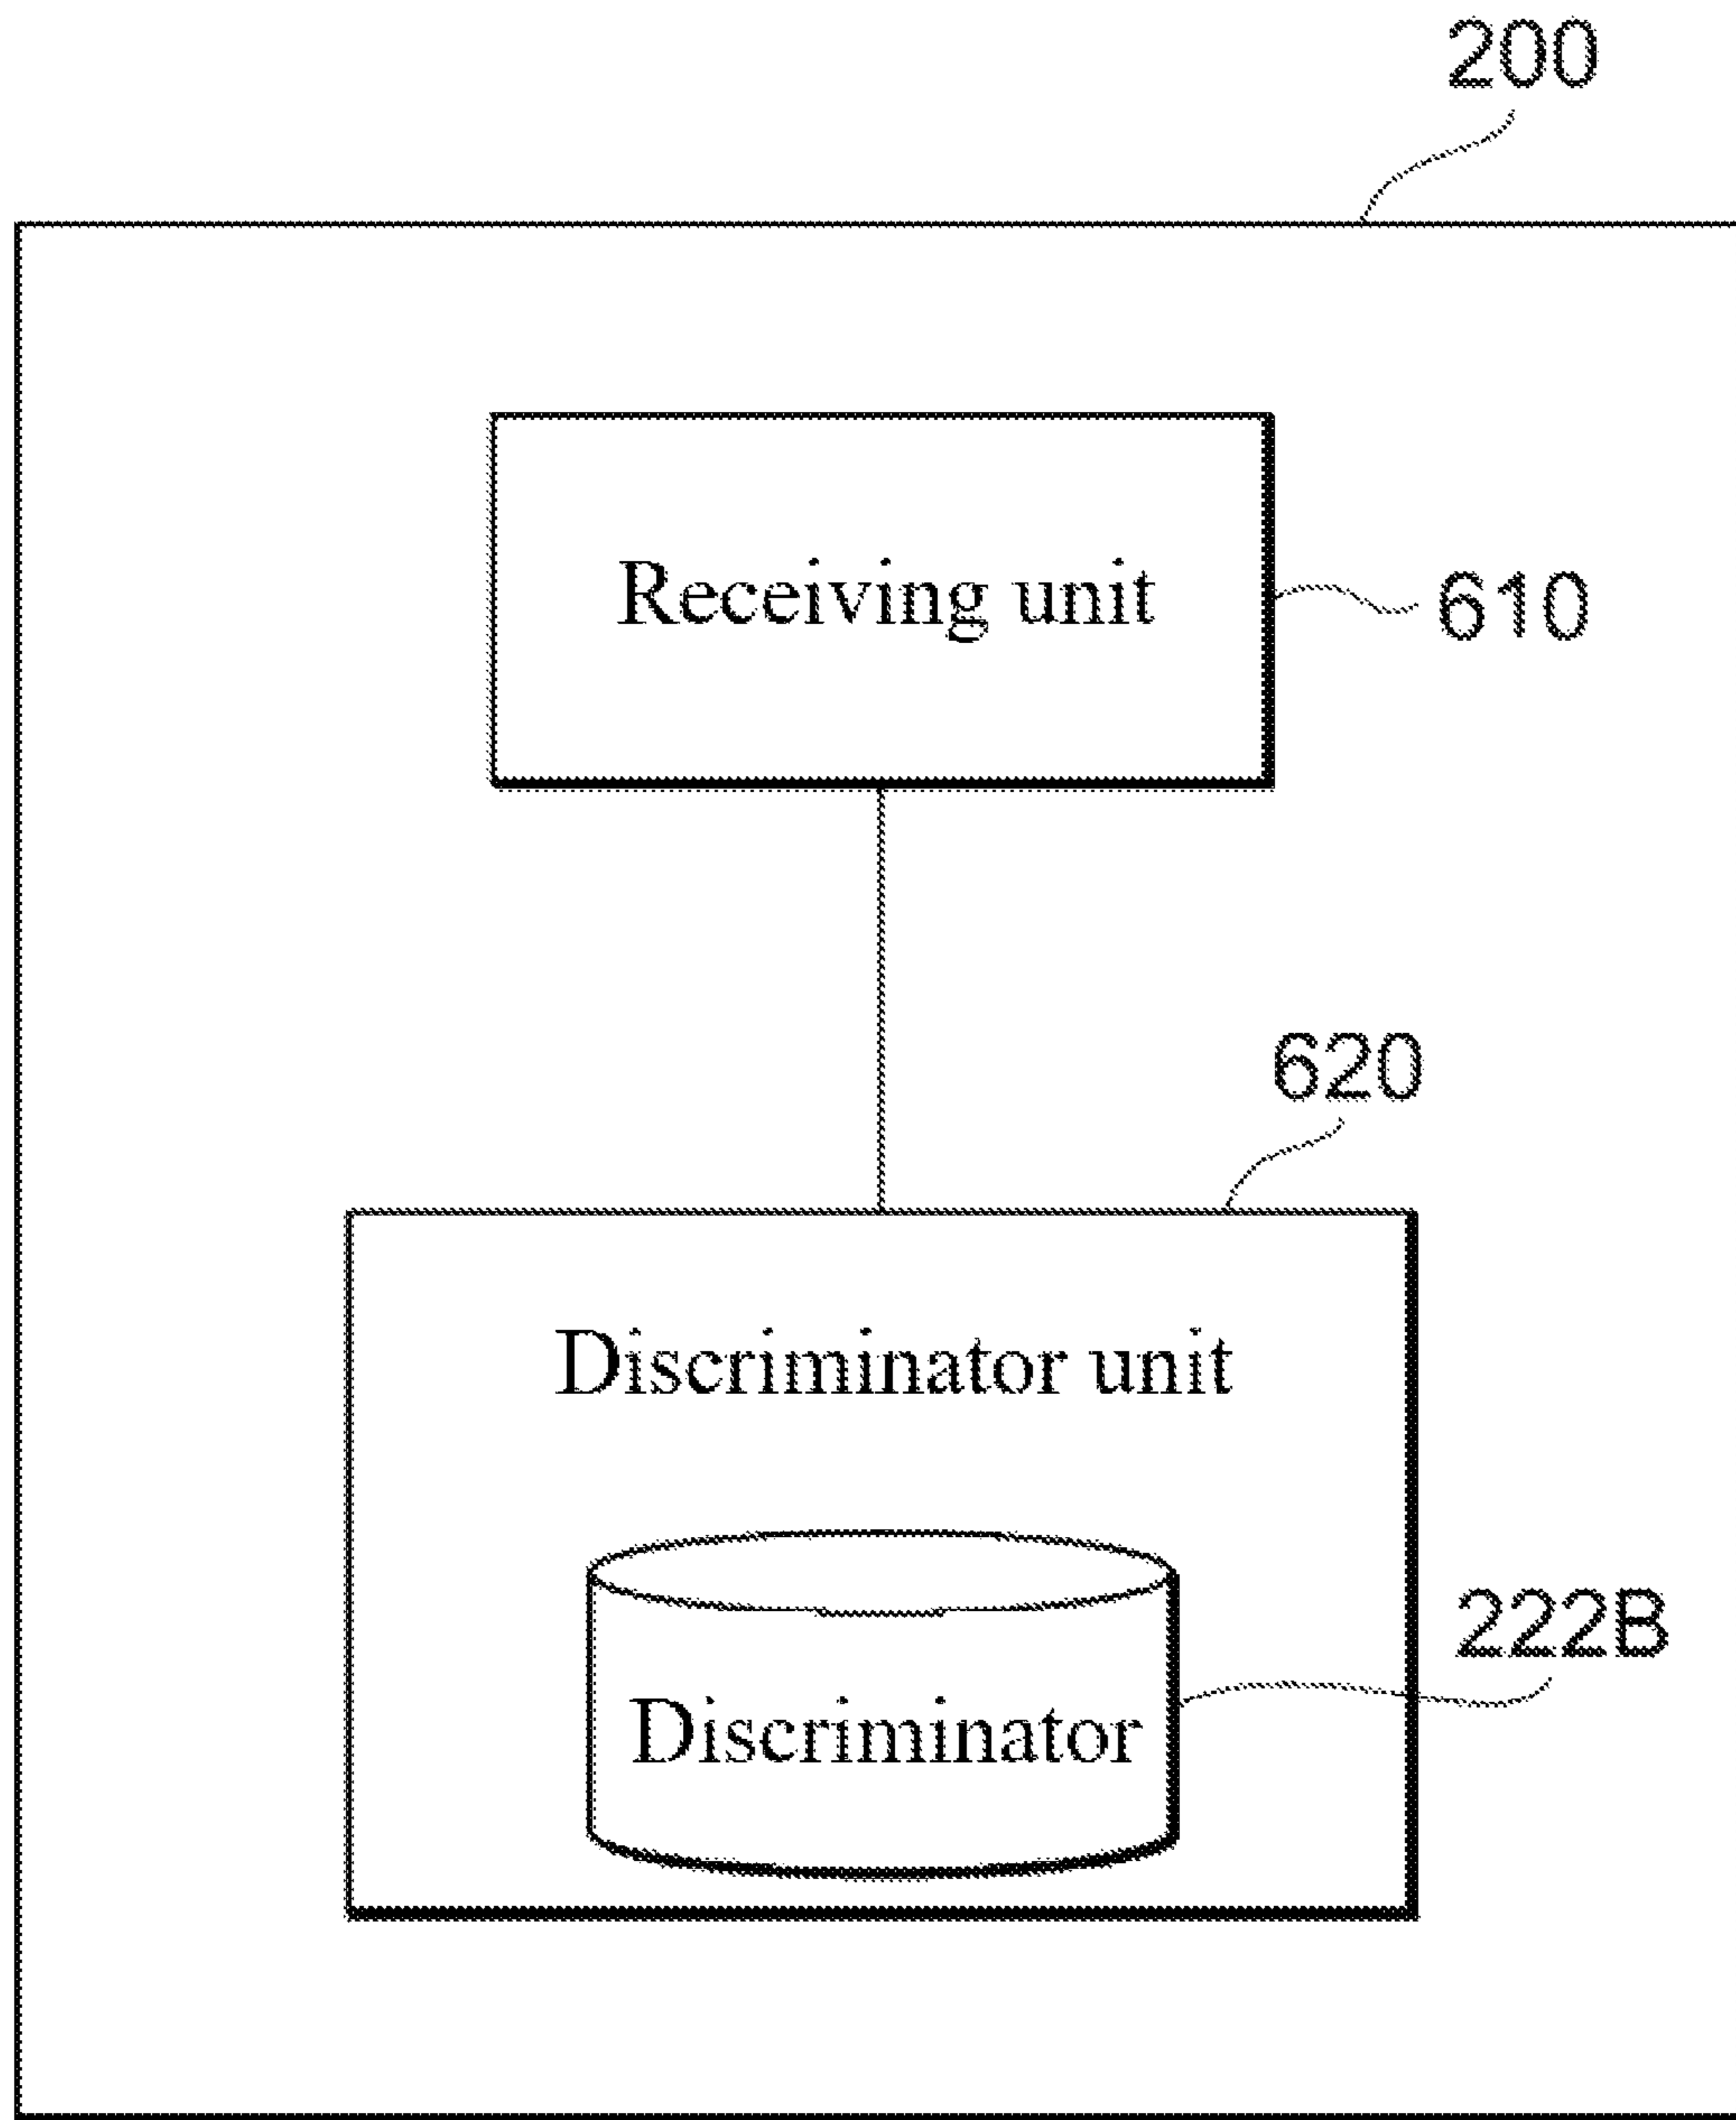 200
Receiving unit
610
620
Discriminator unit
222B
Discriminator